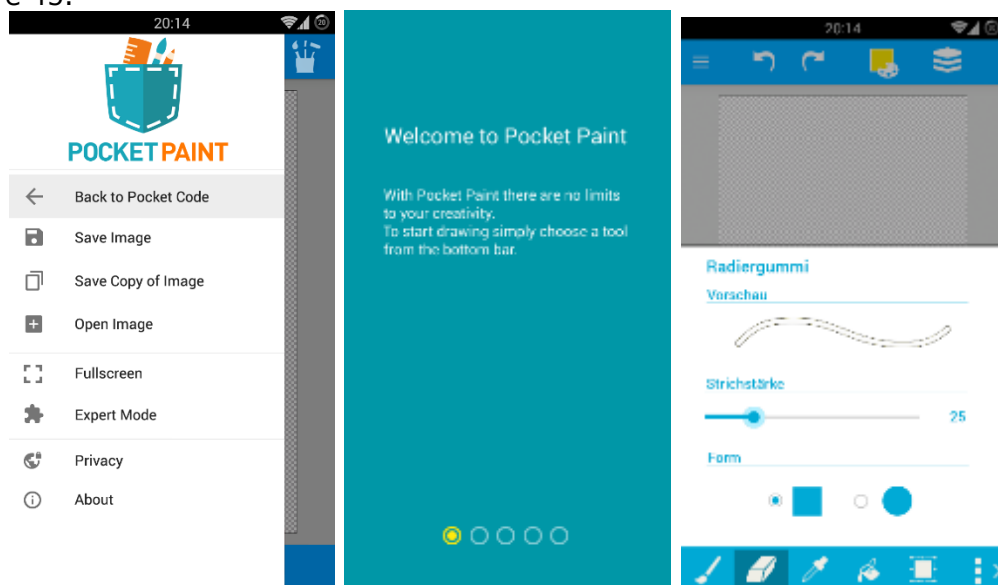 20:14
20
POCKET PAINT
Back to Pocket Code
Save Image
Save Copy of Image
Open Image
Fullscreen
Expert Mode
Privacy
About
Welcome to Pocket Paint
With Pocket Paint there are no limits
to your creativity.
To start drawing simply choose a tool
from the bottom bar.
20:14
Radiergummi
Vorschau
Strichstärke
25
Form